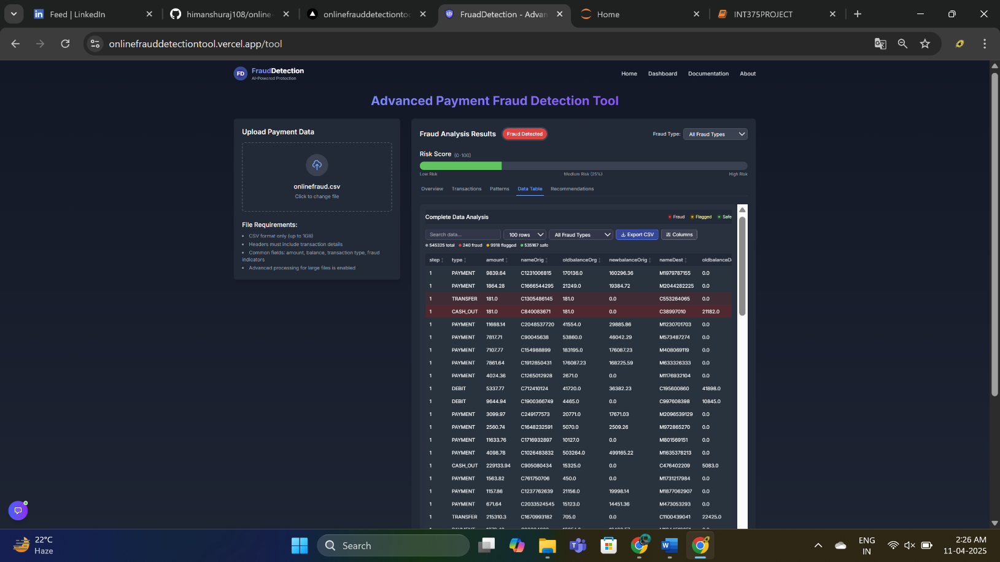 Feed | LinkedIn
himanshuraj108/online-
onlinefrauddetectiontoo
FruadDetection - Advan
Home
INT375PROJECT
onlinefrauddetectiontool.vercel.app/tool
FD
FraudDetection
AI-Powered Protection
Home Dashboard Documentation About
Advanced Payment Fraud Detection Tool
Upload Payment Data
onlinefraud.csv
Click to change file
File Requirements:
• CSV format only (up to 1GB)
• Headers must include transaction details
• Common fields: amount, balance, transaction type, fraud
indicators
• Advanced processing for large files is enabled
Fraud Analysis Results Fraud Detected Fraud Type: All Fraud Types
Risk Score (0-100)
Low Risk Medium Risk (25%) High Risk
Overview Transactions Patterns Data Table Recommendations
Complete Data Analysis Fraud Flagged Safe
Search data... 100 rows All Fraud Types Export CSV Columns
545325 total 240 fraud 9918 flagged 535167 safe
step type amount nameOrig oldbalanceOrg newbalanceOrig nameDest oldbalanceD
1 PAYMENT 9839.64 C1231006815 170136.0 160296.36 M1979787155 0.0
1 PAYMENT 1864.28 C1666544295 21249.0 19384.72 M2044282225 0.0
1 TRANSFER 181.0 C1305486145 181.0 0.0 C553264065 0.0
1 CASH_OUT 181.0 C840083671 181.0 0.0 C38997010 21182.0
1 PAYMENT 11668.14 C2048537720 41554.0 29885.86 M1230701703 0.0
1 PAYMENT 7817.71 C90045638 53860.0 46042.29 M573487274 0.0
1 PAYMENT 7107.77 C154988899 183195.0 176087.23 M408069119 0.0
1 PAYMENT 7861.64 C1912850431 176087.23 168225.59 M633326333 0.0
1 PAYMENT 4024.36 C1265012928 2671.0 0.0 M1176932104 0.0
1 DEBIT 5337.77 C712410124 41720.0 36382.23 C195600860 41898.0
1 DEBIT 9644.94 C1900366749 4465.0 0.0 C997608398 10845.0
1 PAYMENT 3099.97 C249177573 20771.0 17671.03 M2096539129 0.0
1 PAYMENT 2560.74 C1648232591 5070.0 2509.26 M972865270 0.0
1 PAYMENT 11633.76 C1716932897 10127.0 0.0 M801569151 0.0
1 PAYMENT 4098.78 C1026483832 503264.0 499165.22 M1635378213 0.0
1 CASH_OUT 229133.94 C905080434 15325.0 0.0 C476402209 5083.0
1 PAYMENT 1563.82 C761750706 450.0 0.0 M1731217984 0.0
1 PAYMENT 1157.86 C1237762639 21156.0 19998.14 M1877062907 0.0
1 PAYMENT 671.64 C2033524545 15123.0 14451.36 M473053293 0.0
1 TRANSFER 215310.3 C1670993182 705.0 0.0 C1100439041 22425.0
22°C
Haze
Search
ENG
IN
2:26 AM
11-04-2025